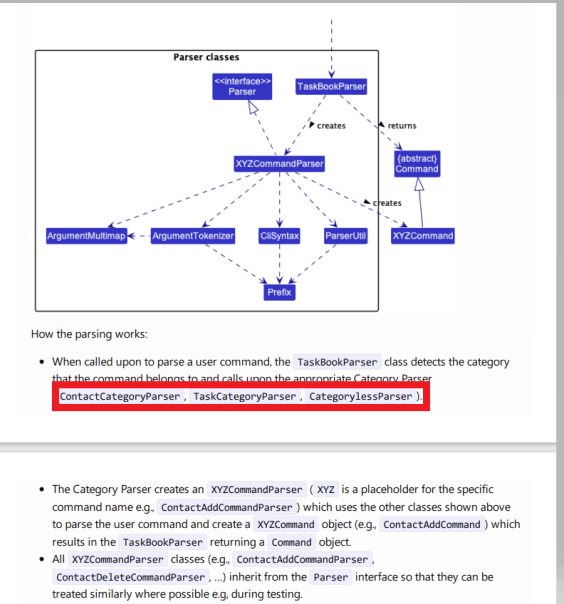 Parser classes
<<interface>>
Parser
TaskBookParser
creates
returns
{abstract}
Command
XYZCommandParser
creates
ArgumentMultimap
ArgumentTokenizer
CliSyntax
ParserUtil
XYZCommand
Prefix
How the parsing works:
• When called upon to parse a user command, the TaskBookParser class detects the category
that the command belongs to and calls upon the appropriate Category Parser
ContactCategoryParser , TaskCategoryParser , CategorylessParser ).
• The Category Parser creates an XYZCommandParser ( XYZ is a placeholder for the specific
command name e.g., ContactAddCommandParser ) which uses the other classes shown above
to parse the user command and create a XYZCommand object (e.g., ContactAddCommand ) which
results in the TaskBookParser returning a Command object.
• All XYZCommandParser classes (e.g., ContactAddCommandParser ,
ContactDeleteCommandParser , ...) inherit from the Parser interface so that they can be
treated similarly where possible e.g, during testing.